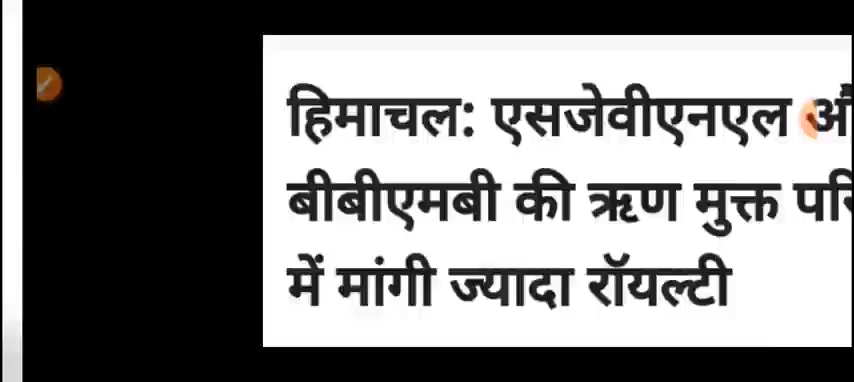 हिमाचल: एसजेवीएनएल
बीबीएमबी की ऋण मुक्त
में मांगी ज्यादा रॉयल्टी